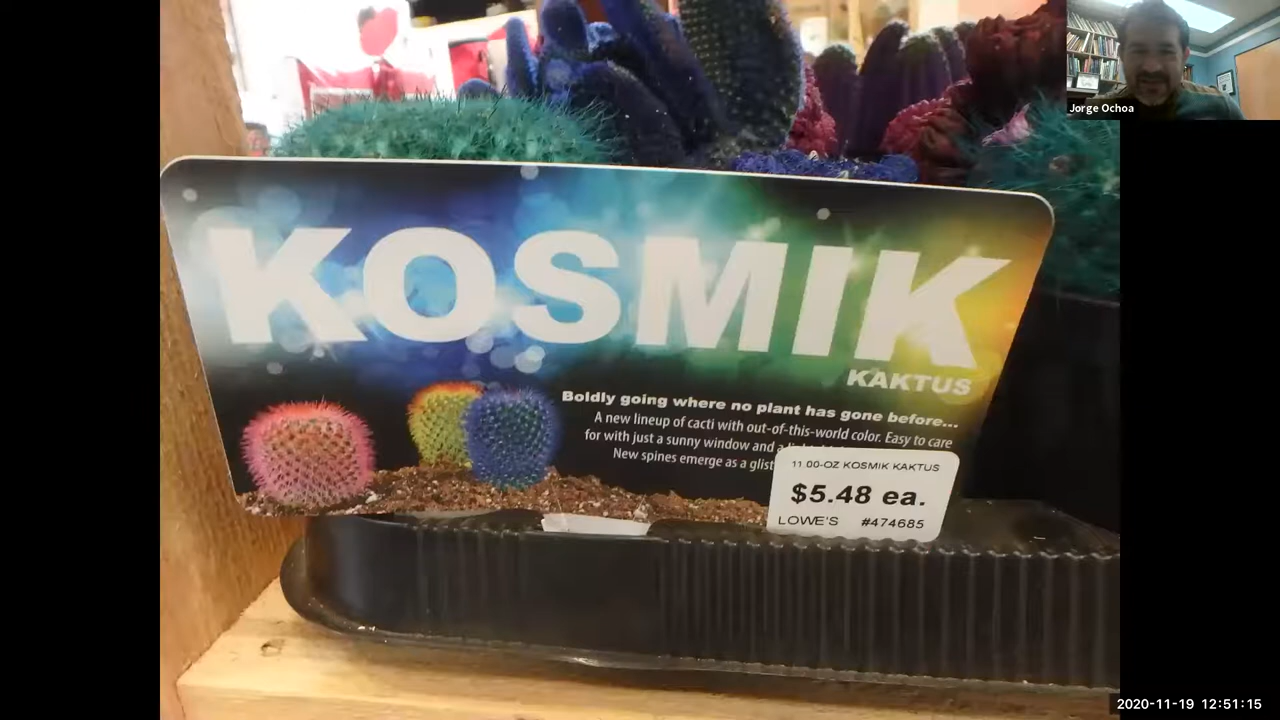 Jorge Ochoa
KOSMIK
KAKTUS
Boldly going where no plant has gone before...
A new lineup of cacti with out-of-this-world color. Easy to care
for with just a sunny window and a
New spines emerge as a
11.00-OZ KOSMIK KAKTUS
$5.48 ea.
LOWE'S #474685
2020-11-19 12:51:15